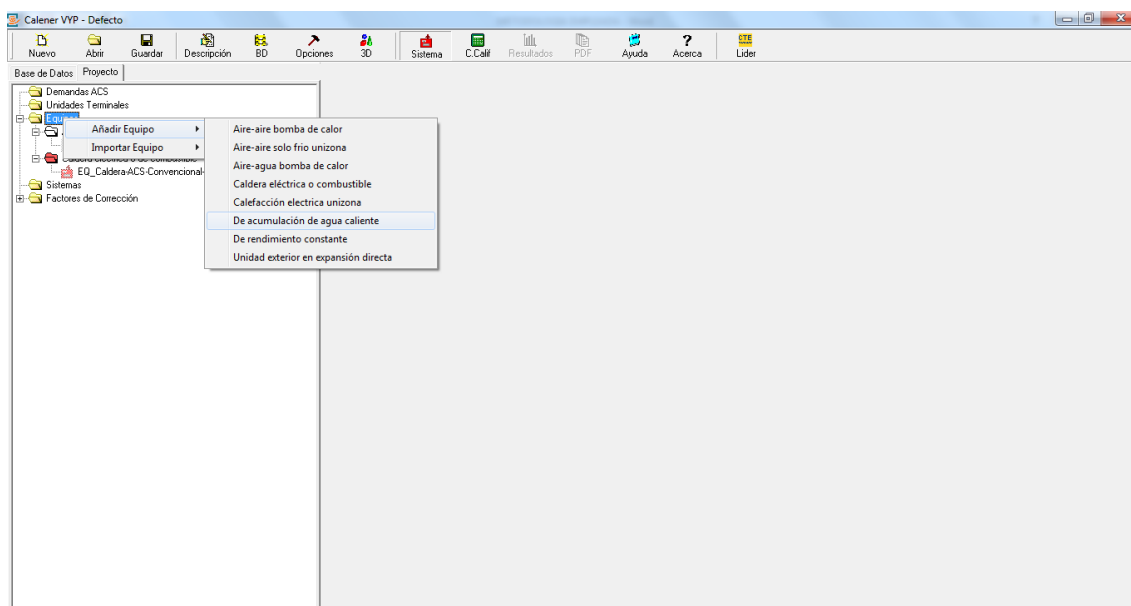 Calener VYP - Defecto
Nuevo Abrir Guardar Descripción BD Opciones 3D Sistema C.Calif Resultados PDF Ayuda ? Acerca CTE Lider
Base de Datos Proyecto
Demandas ACS
Unidades Terminales
Equipos
Añadir Equipo
Importar Equipo
EQ_Caldera-ACS-Convencional-
Sistemas
Factores de Corrección
Aire-aire bomba de calor
Aire-aire solo frio unizona
Aire-agua bomba de calor
Caldera eléctrica o combustible
Calefacción electrica unizona
De acumulación de agua caliente
De rendimiento constante
Unidad exterior en expansión directa